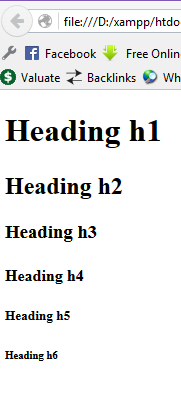 file:///D:/xampp/htdo
Facebook Free Online
Valuate Backlinks Wh
Heading h1
Heading h2
Heading h3
Heading h4
Heading h5
Heading h6